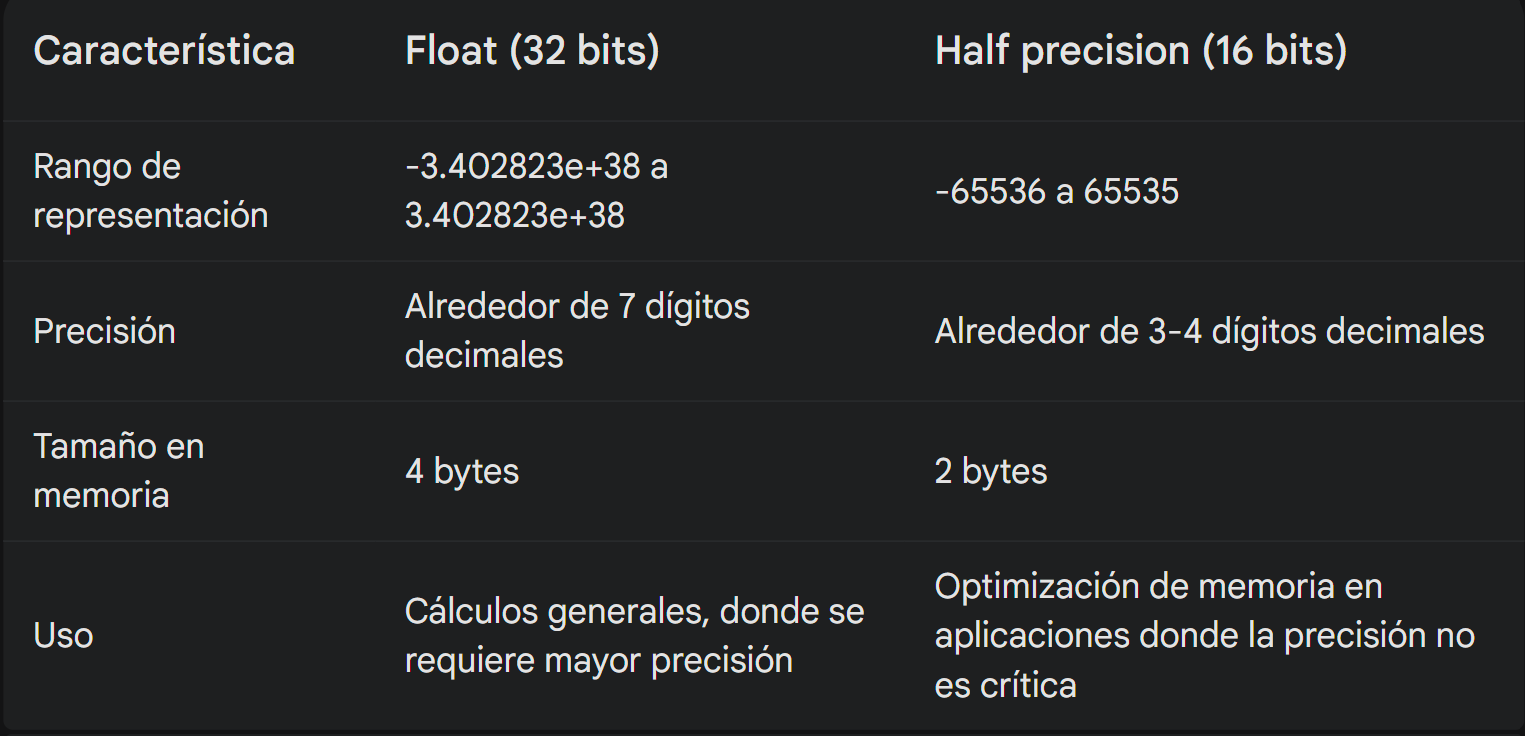 Característica
Float (32 bits)
Half precision (16 bits)
Rango de
representación
-3.402823e+38 a
3.402823e+38
-65536 a 65535
Precisión
Alrededor de 7 dígitos
decimales
Alrededor de 3-4 dígitos decimales
Tamaño en
memoria
4 bytes
2 bytes
Uso
Cálculos generales, donde se
requiere mayor precisión
Optimización de memoria en
aplicaciones donde la precisión no
es crítica